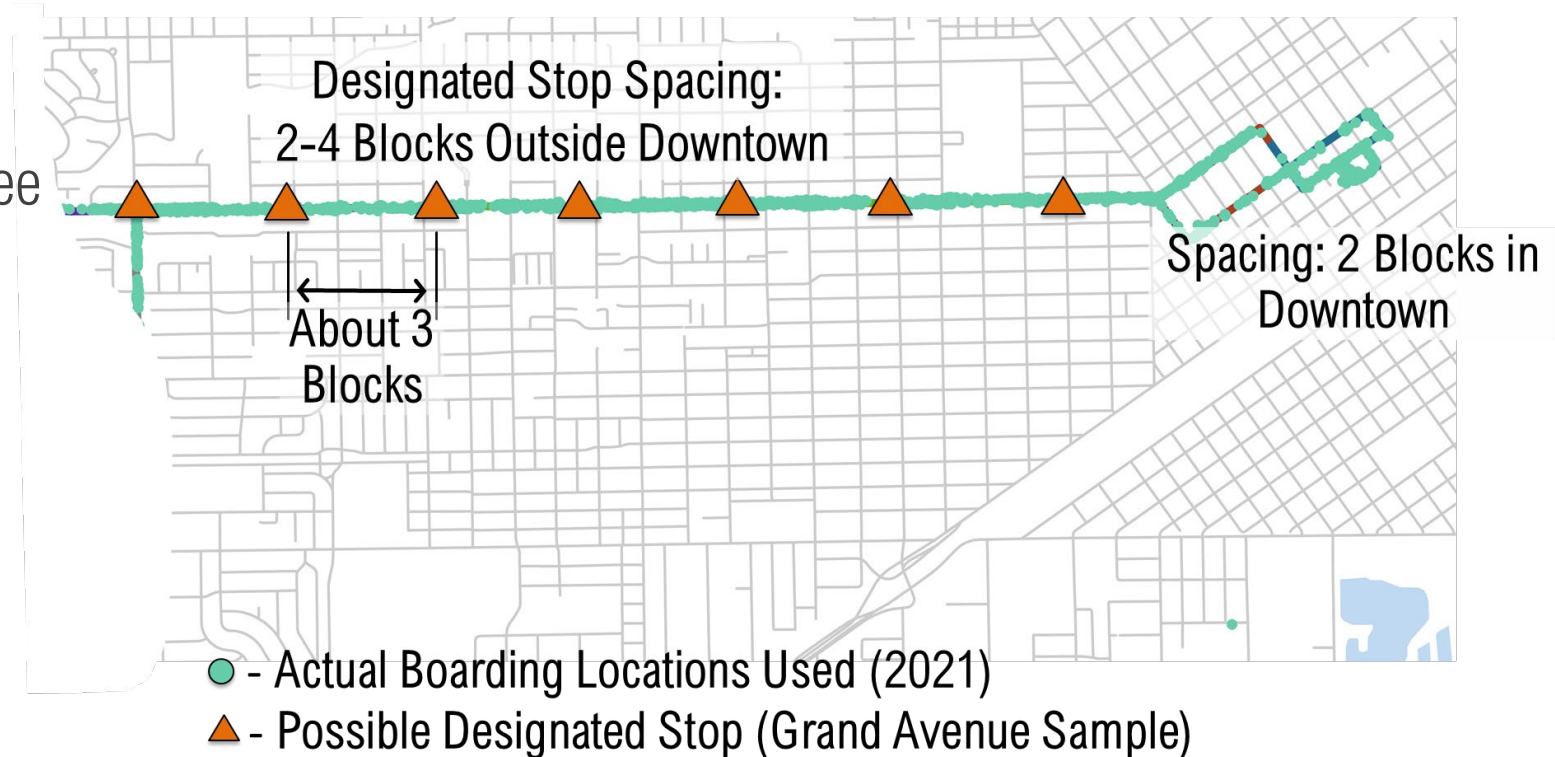 Designated Stop Spacing:
2-4 Blocks Outside Downtown
ee
Spacing: 2 Blocks in
Downtown
About 3
Blocks
- Actual Boarding Locations Used (2021)
- Possible Designated Stop (Grand Avenue Sample)